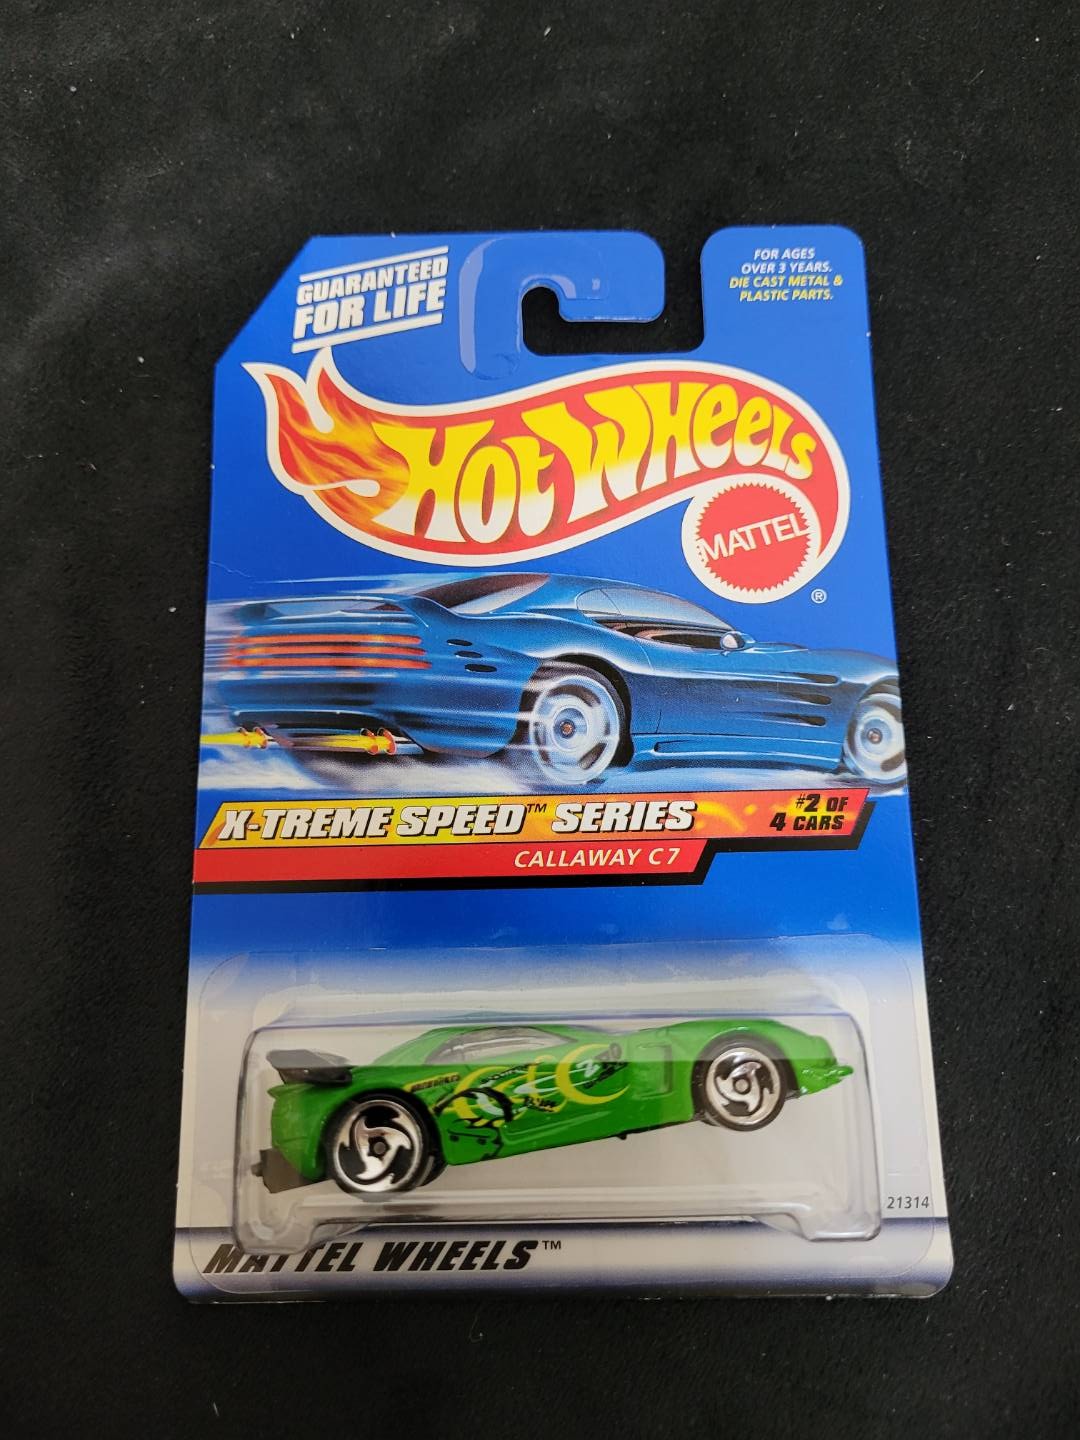 GUARANTEED
FOR LIFE
FOR AGES
OVER 3 YEARS.
DIE CAST METAL &
PLASTIC PARTS.
HOT WHEELS
MATTEL
®
X-TREME SPEED™ SERIES
#2 OF
4 CARS
CALLAWAY C7
21314
MATTEL WHEELS™